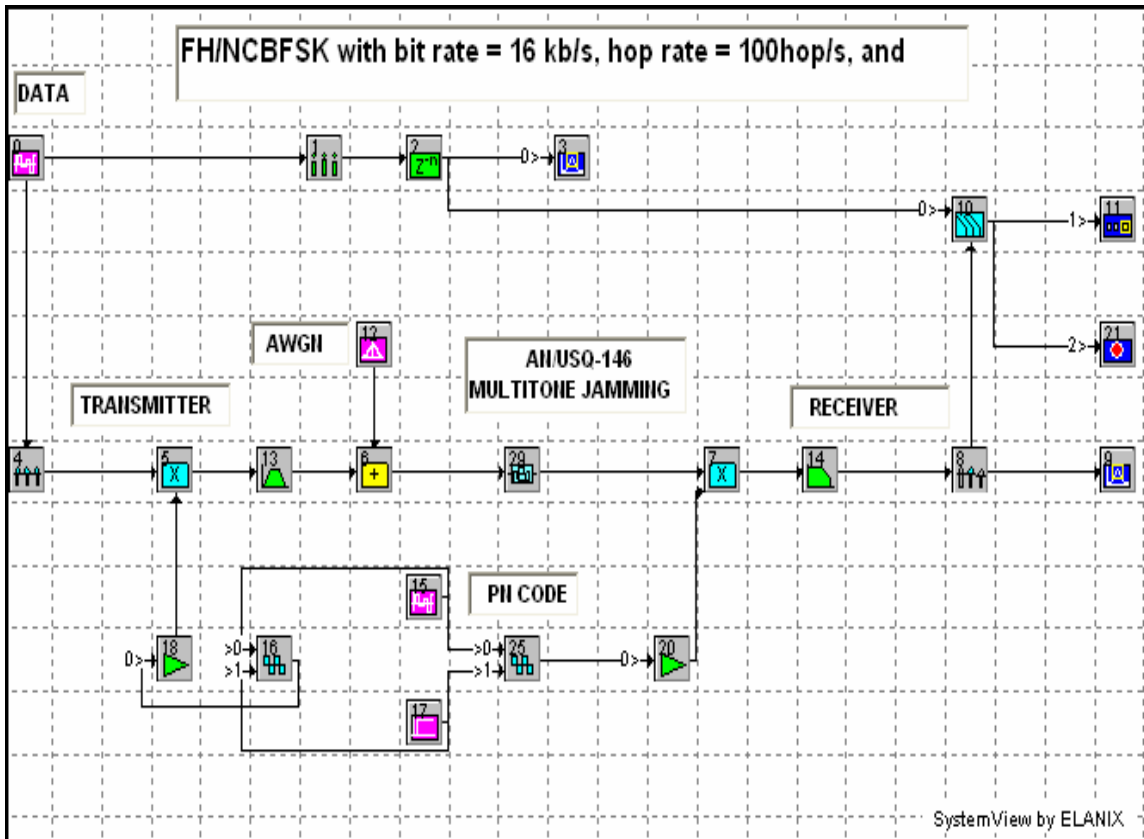 FH/NCBFSK with bit rate = 16 kb/s, hop rate = 100hop/s, and
DATA
0
1
2
Z-n
0>
3
0>
10
1>
11
AWGN
12
AN/USQ-146
MULTITONE JAMMING
2>
21
TRANSMITTER
RECEIVER
4
5
X
13
6
+
29
7
X
14
8
9
15
PN CODE
0>
18
>0
>1
16
>0
>1
25
0>
20
17
SystemView by ELANIX